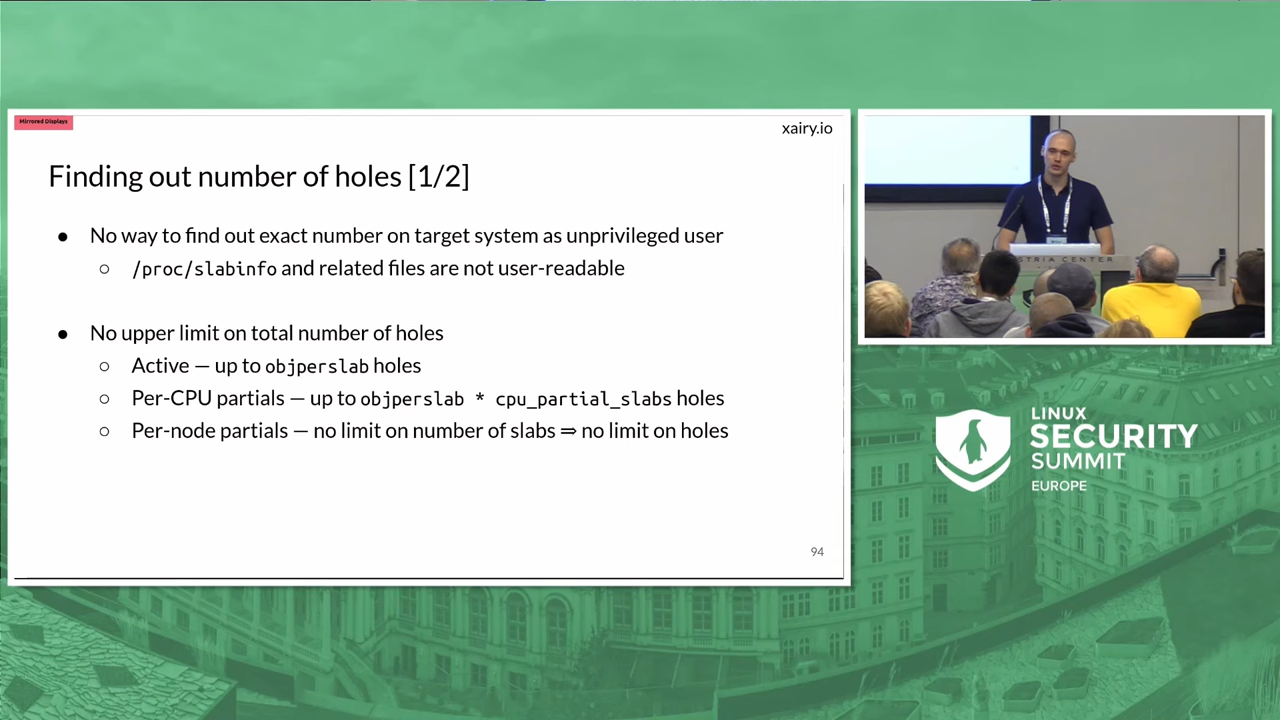 Mirrored Displays
xairy.io
Finding out number of holes [1/2]
● No way to find out exact number on target system as unprivileged user
○ /proc/slabinfo and related files are not user-readable
● No upper limit on total number of holes
○ Active — up to objperslab holes
○ Per-CPU partials — up to objperslab * cpu_partial_slabs holes
○ Per-node partials — no limit on number of slabs ⇒ no limit on holes
94
STRIA CENTER
LINUX
SECURITY
SUMMIT
EUROPE